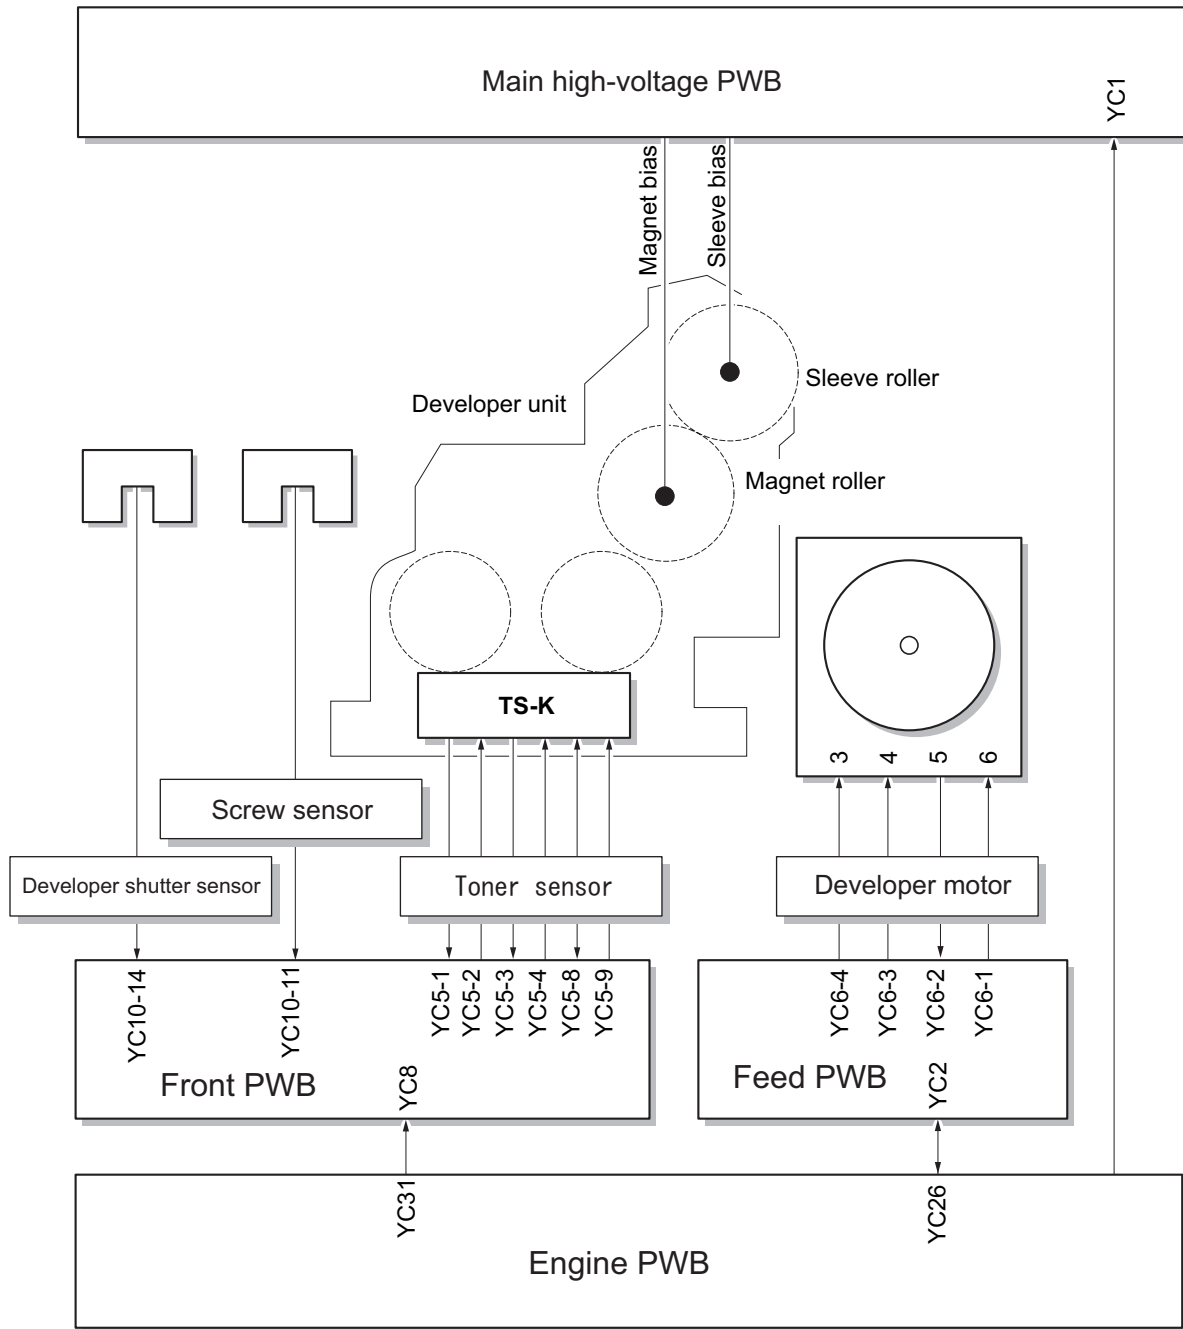 Main high-voltage PWB
YC1
Magnet bias
Sleeve bias
Sleeve roller
Developer unit
Magnet roller
TS-K
3
4
5
6
Screw sensor
Developer shutter sensor
Toner sensor
Developer motor
YC10-14
YC10-11
YC5-1
YC5-2
YC5-3
YC5-4
YC5-8
YC5-9
YC6-4
YC6-3
YC6-2
YC6-1
Front PWB
YC8
Feed PWB
YC2
YC31
YC26
Engine PWB